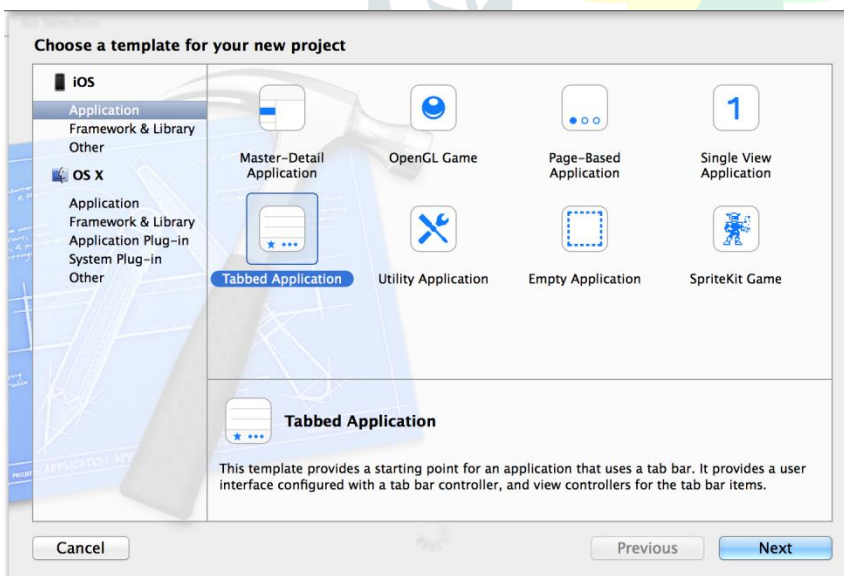 No Selection
Choose a template for your new project
iOS
Application
Framework & Library
Other
OS X
Application
Framework & Library
Application Plug-in
System Plug-in
Other
Master-Detail
Application
OpenGL Game
Page-Based
Application
1
Single View
Application
Tabbed Application
Utility Application
Empty Application
SpriteKit Game
Tabbed Application
This template provides a starting point for an application that uses a tab bar. It provides a user
interface configured with a tab bar controller, and view controllers for the tab bar items.
Cancel
Previous
Next